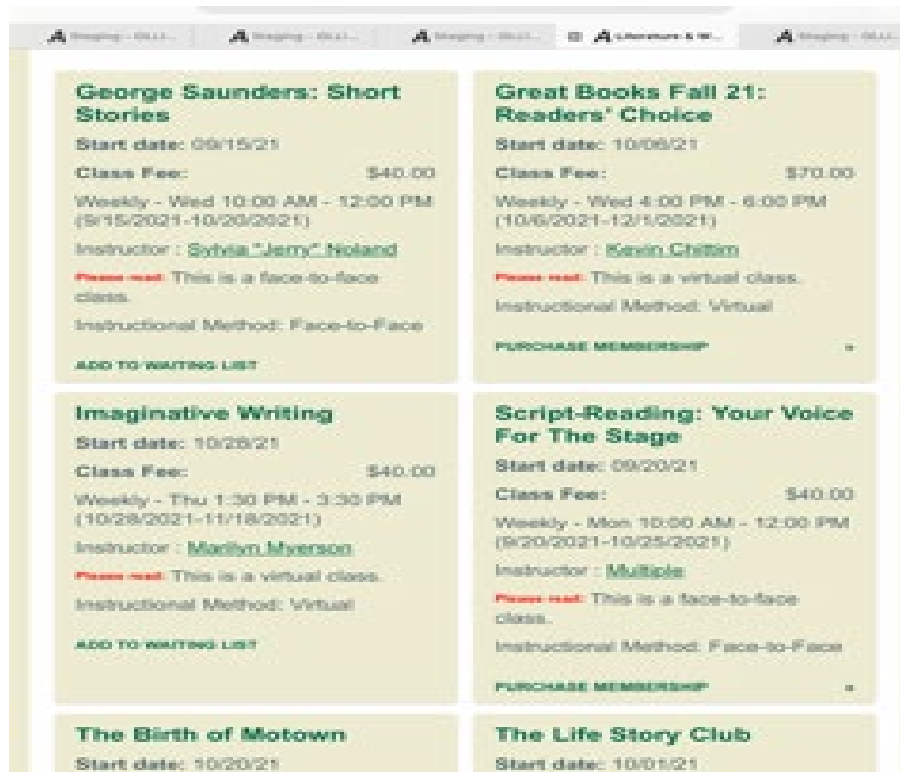 Staging - OLLI...
Staging - OLLI...
Staging - OLLI...
Literature & W...
Staging - OLLI...
George Saunders: Short
Stories
Start date: 09/15/21
Class Fee: $40.00
Weekly - Wed 10:00 AM - 12:00 PM
(9/15/2021-10/20/2021)
Instructor : Sylvia "Jerry" Noland
Please read: This is a face-to-face
class.
Instructional Method: Face-to-Face
ADD TO WAITING LIST
Great Books Fall 21:
Readers' Choice
Start date: 10/06/21
Class Fee: $70.00
Weekly - Wed 4:00 PM - 6:00 PM
(10/6/2021-12/1/2021)
Instructor : Kevin Chittim
Please read: This is a virtual class.
Instructional Method: Virtual
PURCHASE MEMBERSHIP »
Imaginative Writing
Start date: 10/28/21
Class Fee: $40.00
Weekly - Thu 1:30 PM - 3:30 PM
(10/28/2021-11/18/2021)
Instructor : Marilyn Myerson
Please read: This is a virtual class.
Instructional Method: Virtual
ADD TO WAITING LIST
Script-Reading: Your Voice
For The Stage
Start date: 09/20/21
Class Fee: $40.00
Weekly - Mon 10:00 AM - 12:00 PM
(9/20/2021-10/25/2021)
Instructor : Multiple
Please read: This is a face-to-face
class.
Instructional Method: Face-to-Face
PURCHASE MEMBERSHIP »
The Birth of Motown
Start date: 10/20/21
The Life Story Club
Start date: 10/01/21